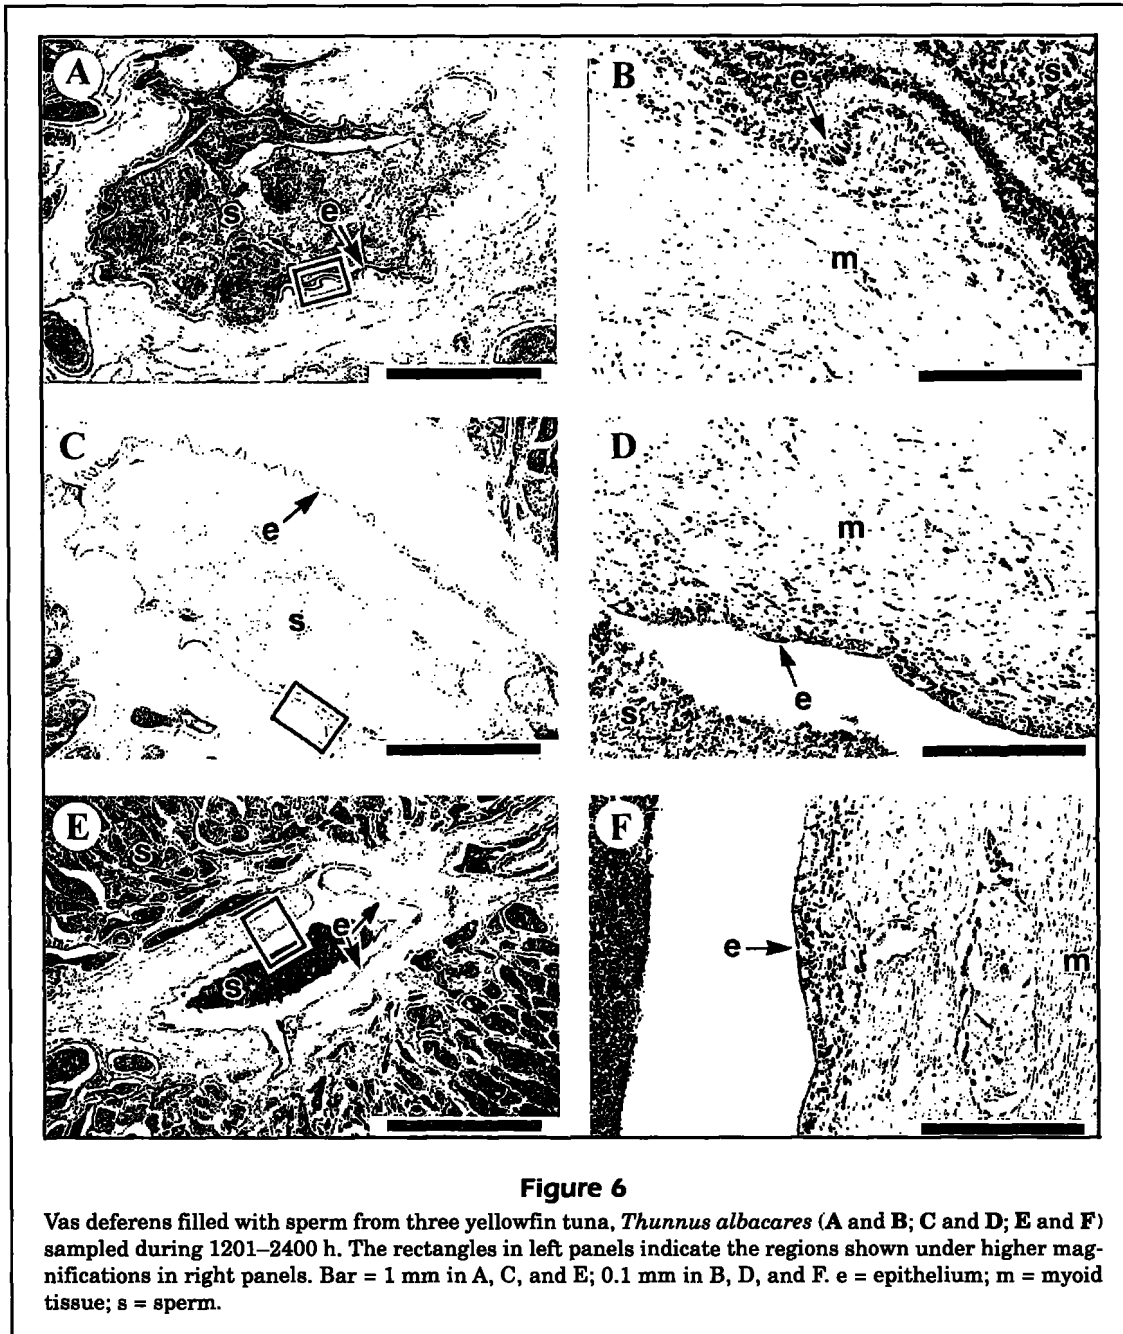 A
s
e
B
e
s
m
C
e
s
D
m
e
s
E
s
e
s
F
e
m
Figure 6
Vas deferens filled with sperm from three yellowfin tuna, Thunnus albacares (A and B; C and D; E and F)
sampled during 1201–2400 h. The rectangles in left panels indicate the regions shown under higher mag-
nifications in right panels. Bar = 1 mm in A, C, and E; 0.1 mm in B, D, and F. e = epithelium; m = myoid
tissue; s = sperm.